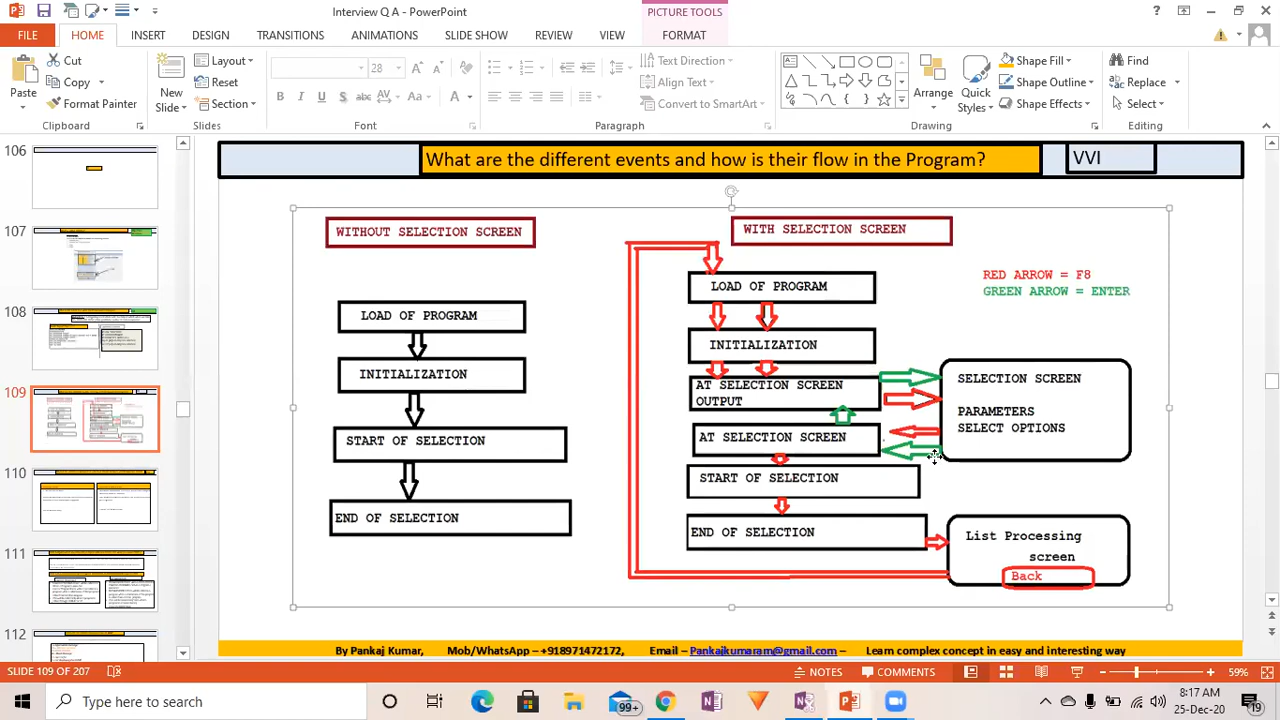 Interview Q A - PowerPoint
PICTURE TOOLS
?
FILE
HOME
INSERT
DESIGN
TRANSITIONS
ANIMATIONS
SLIDE SHOW
REVIEW
VIEW
FORMAT
Paste
Cut
Copy
Format Painter
Clipboard
New
Slide
Layout
Reset
Section
Slides
28
B I U S abc AV Aa A
Font
Text Direction
Align Text
Convert to SmartArt
Paragraph
Arrange
Quick
Styles
Shape Fill
Shape Outline
Shape Effects
Drawing
Find
Replace
Select
Editing
106
107
108
109
110
111
112
What are the different events and how is their flow in the Program?
VVI
WITHOUT SELECTION SCREEN
LOAD OF PROGRAM
INITIALIZATION
START OF SELECTION
END OF SELECTION
WITH SELECTION SCREEN
RED ARROW = F8
GREEN ARROW = ENTER
LOAD OF PROGRAM
INITIALIZATION
AT SELECTION SCREEN
OUTPUT
AT SELECTION SCREEN
START OF SELECTION
END OF SELECTION
SELECTION SCREEN
PARAMETERS
SELECT OPTIONS
List Processing
screen
Back
By Pankaj Kumar, Mob/WhatsApp – +918971472172, Email – Pankajkumaram@gmail.com – Learn complex concept in easy and interesting way
SLIDE 109 OF 207
NOTES
COMMENTS
59%
Type here to search
99+
8:17 AM
25-Dec-20
19